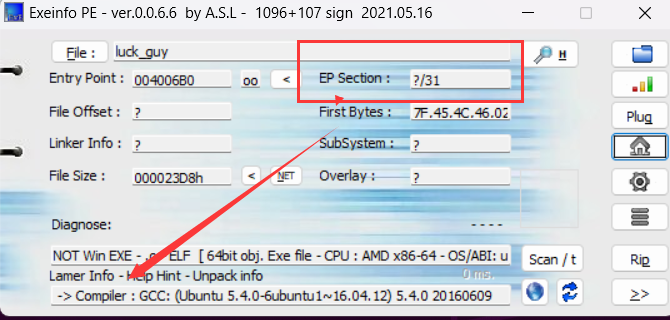 Exeinfo PE - ver.0.0.6.6 by A.S.L - 1096+107 sign 2021.05.16
File : luck_guy H
Entry Point : 004006B0 oo < EP Section : ?/31
File Offset : ? First Bytes : 7F.45.4C.46.02 Plug
Linker Info : ? SubSystem : ?
File Size : 000023D8h < NET Overlay : ?
Diagnose: ----
NOT Win EXE - .o ELF [ 64bit obj. Exe file - CPU : AMD x86-64 - OS/ABI: u Scan / t Rip
Lamer Info - Help Hint - Unpack info 0 ms.
-> Compiler : GCC: (Ubuntu 5.4.0-6ubuntu1~16.04.12) 5.4.0 20160609 >>